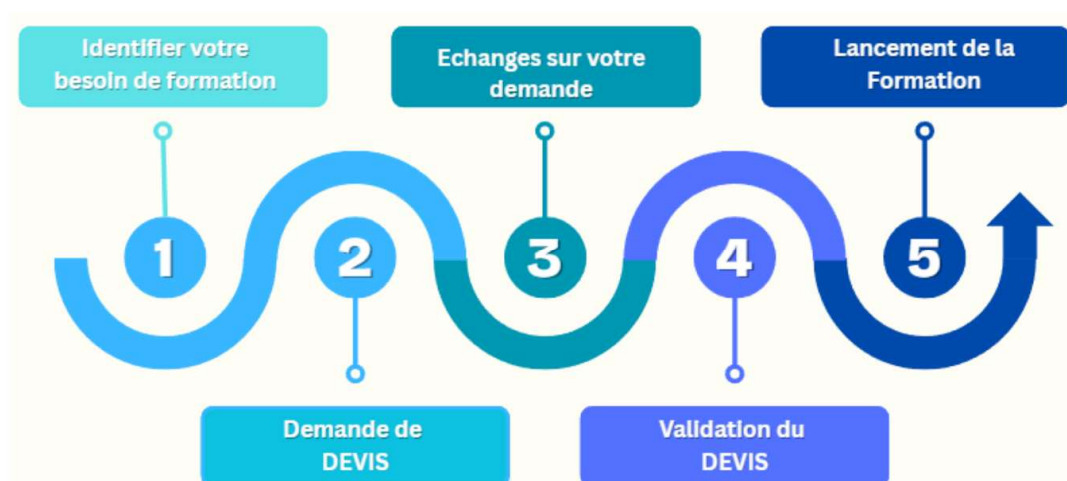 Identifier votre
besoin de formation
Echanges sur votre
demande
Lancement de la
Formation
1
2
3
4
5
Demande de
DEVIS
Validation du
DEVIS